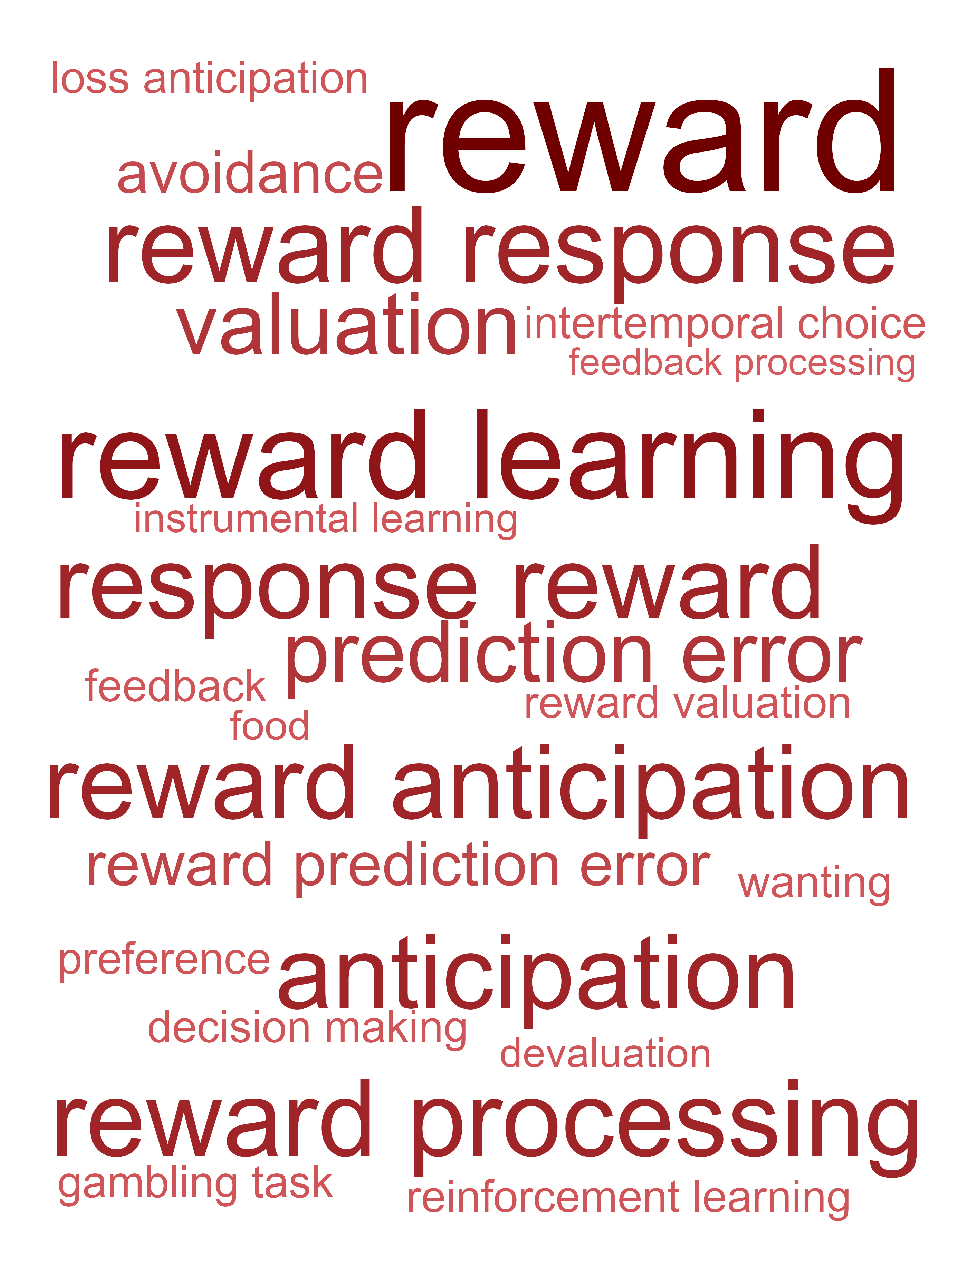 loss anticipation
reward
avoidance
reward response
valuation
intertemporal choice
feedback processing
reward learning
instrumental learning
response reward
prediction error
feedback
reward valuation
food
reward anticipation
reward prediction error
wanting
preference
anticipation
decision making
devaluation
reward processing
gambling task
reinforcement learning